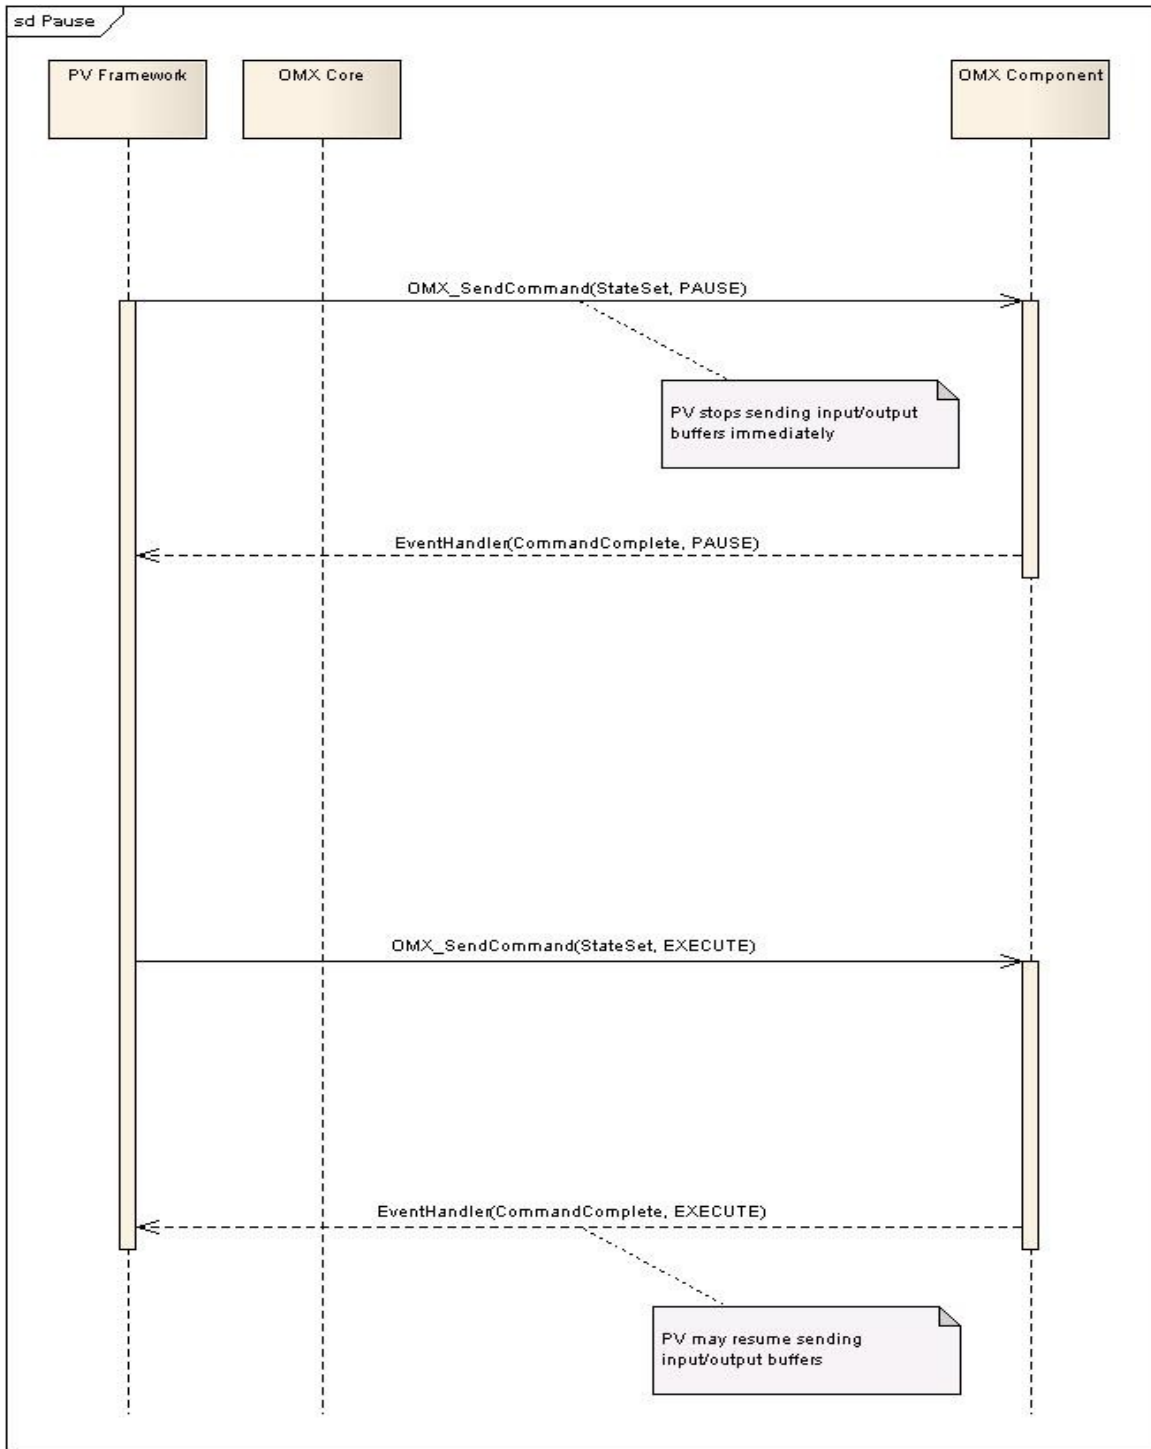 sd Pause
PV Framework
OMX Core
OMX Component
OMX_SendCommand(StateSet, PAUSE)
PV stops sending input/output
buffers immediately
EventHandler(CommandComplete, PAUSE)
OMX_SendCommand(StateSet, EXECUTE)
EventHandler(CommandComplete, EXECUTE)
PV may resume sending
input/output buffers